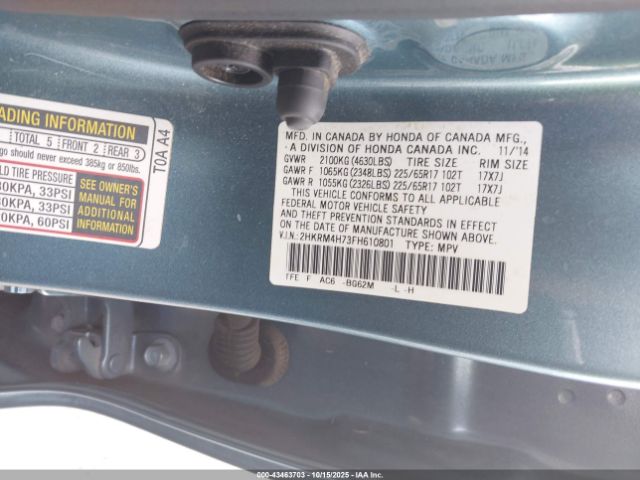 ADING INFORMATION
TOTAL 5 FRONT 2 REAR 3
go should never exceed 385kg or 850lbs.
LD TIRE PRESSURE
30KPA, 33PSI
30KPA, 33PSI
0KPA, 60PSI
SEE OWNER'S
MANUAL FOR
ADDITIONAL
INFORMATION
T0A A4
MFD. IN CANADA BY HONDA OF CANADA MFG.,
A DIVISION OF HONDA CANADA INC. 11/14
GVWR 2100KG (4630LBS) TIRE SIZE RIM SIZE
GAWR F 1065KG (2348LBS) 225/65R17 102T 17X7J
GAWR R 1055KG (2326LBS) 225/65R17 102T 17X7J
THIS VEHICLE CONFORMS TO ALL APPLICABLE
FEDERAL MOTOR VEHICLE SAFETY
AND THEFT PREVENTION STANDARDS IN EFFECT
ON THE DATE OF MANUFACTURE SHOWN ABOVE.
V.I.N.: 2HKRM4H73FH610801 TYPE: MPV
TFE F AC6 -BG62M -L -H
00-43463703 - 10/15/2025 - COPYRIGHT IAA